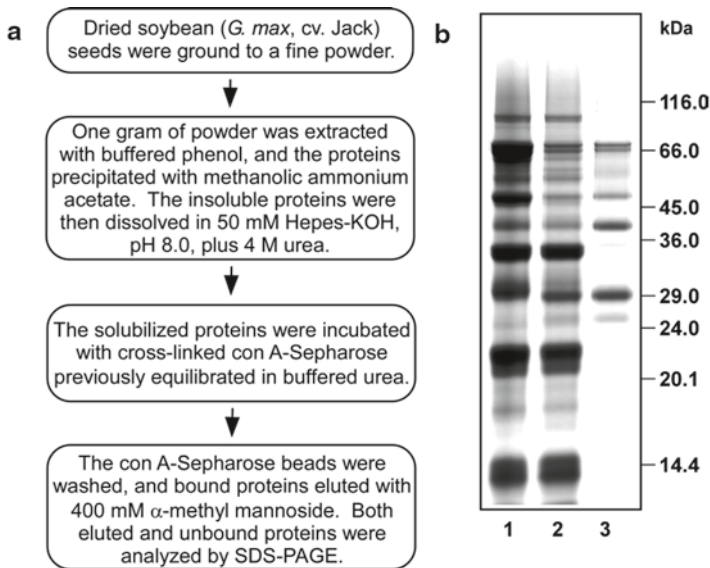 a
Dried soybean (G. max, cv. Jack)
seeds were ground to a fine powder.
One gram of powder was extracted
with buffered phenol, and the proteins
precipitated with methanolic ammonium
acetate. The insoluble proteins were
then dissolved in 50 mM Hepes-KOH,
pH 8.0, plus 4 M urea.
The solubilized proteins were incubated
with cross-linked con A-Sepharose
previously equilibrated in buffered urea.
The con A-Sepharose beads were
washed, and bound proteins eluted with
400 mM α-methyl mannoside. Both
eluted and unbound proteins were
analyzed by SDS-PAGE.
b
kDa
116.0
66.0
45.0
36.0
29.0
24.0
20.1
14.4
1 2 3